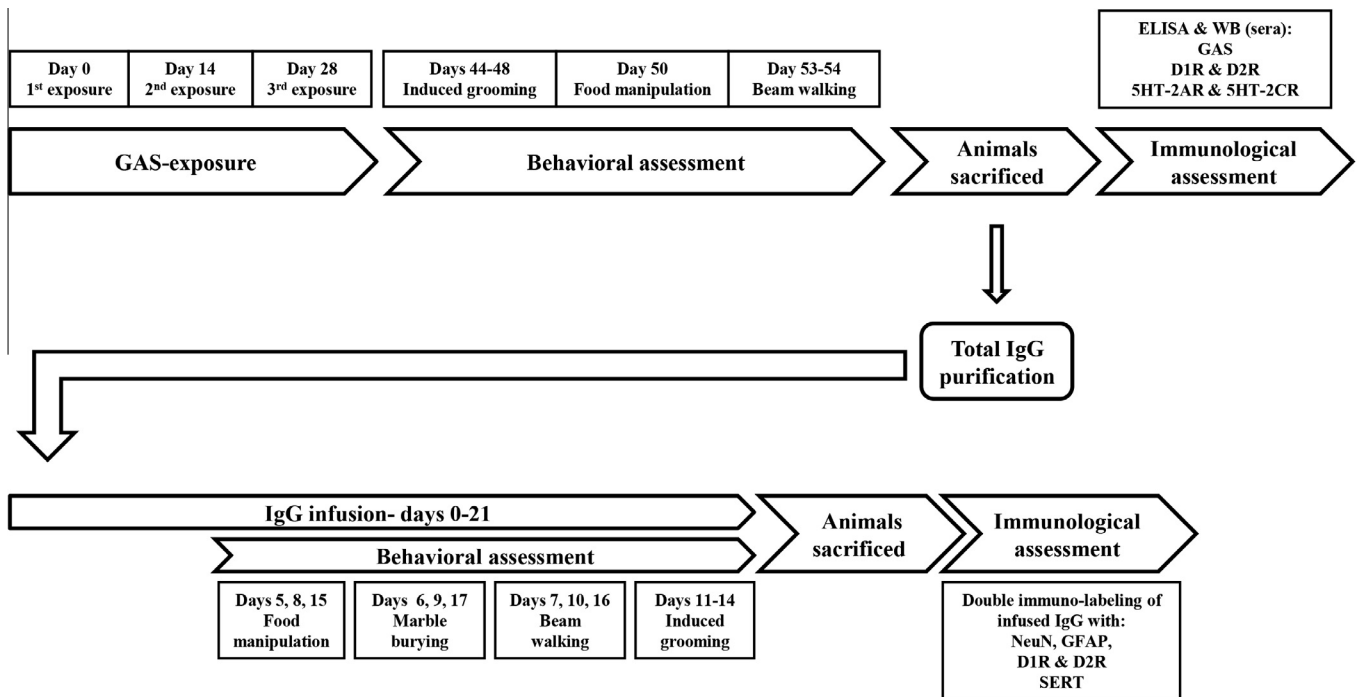 Day 0
1st exposure
Day 14
2nd exposure
Day 28
3rd exposure
Days 44-48
Induced grooming
Day 50
Food manipulation
Day 53-54
Beam walking
ELISA & WB (sera):
GAS
D1R & D2R
5HT-2AR & 5HT-2CR
GAS-exposure
Behavioral assessment
Animals
sacrificed
Immunological
assessment
Total IgG
purification
IgG infusion- days 0-21
Behavioral assessment
Animals
sacrificed
Immunological
assessment
Days 5, 8, 15
Food
manipulation
Days 6, 9, 17
Marble
burying
Days 7, 10, 16
Beam
walking
Days 11-14
Induced
grooming
Double immuno-labeling of
infused IgG with:
NeuN, GFAP,
D1R & D2R
SERT